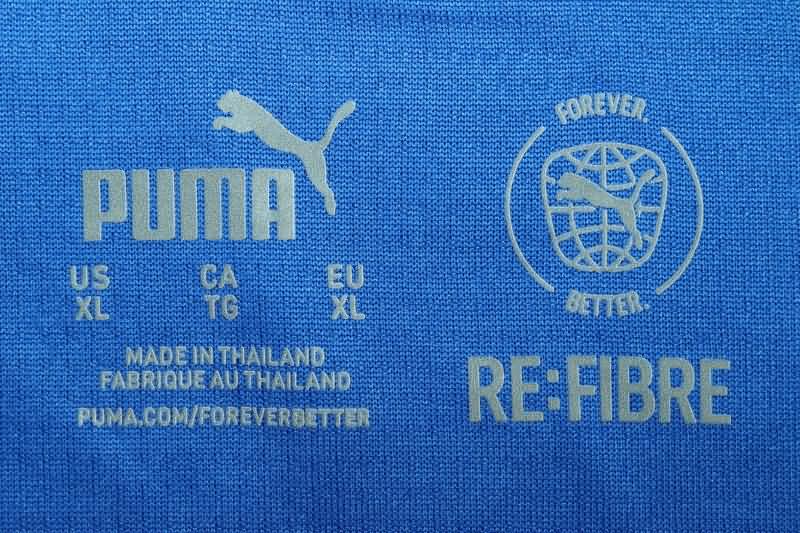 PUMA
US CA EU
XL TG XL
MADE IN THAILAND
FABRIQUE AU THAILAND
PUMA.COM/FOREVERBETTER
FOREVER.
BETTER.
RE:FIBRE